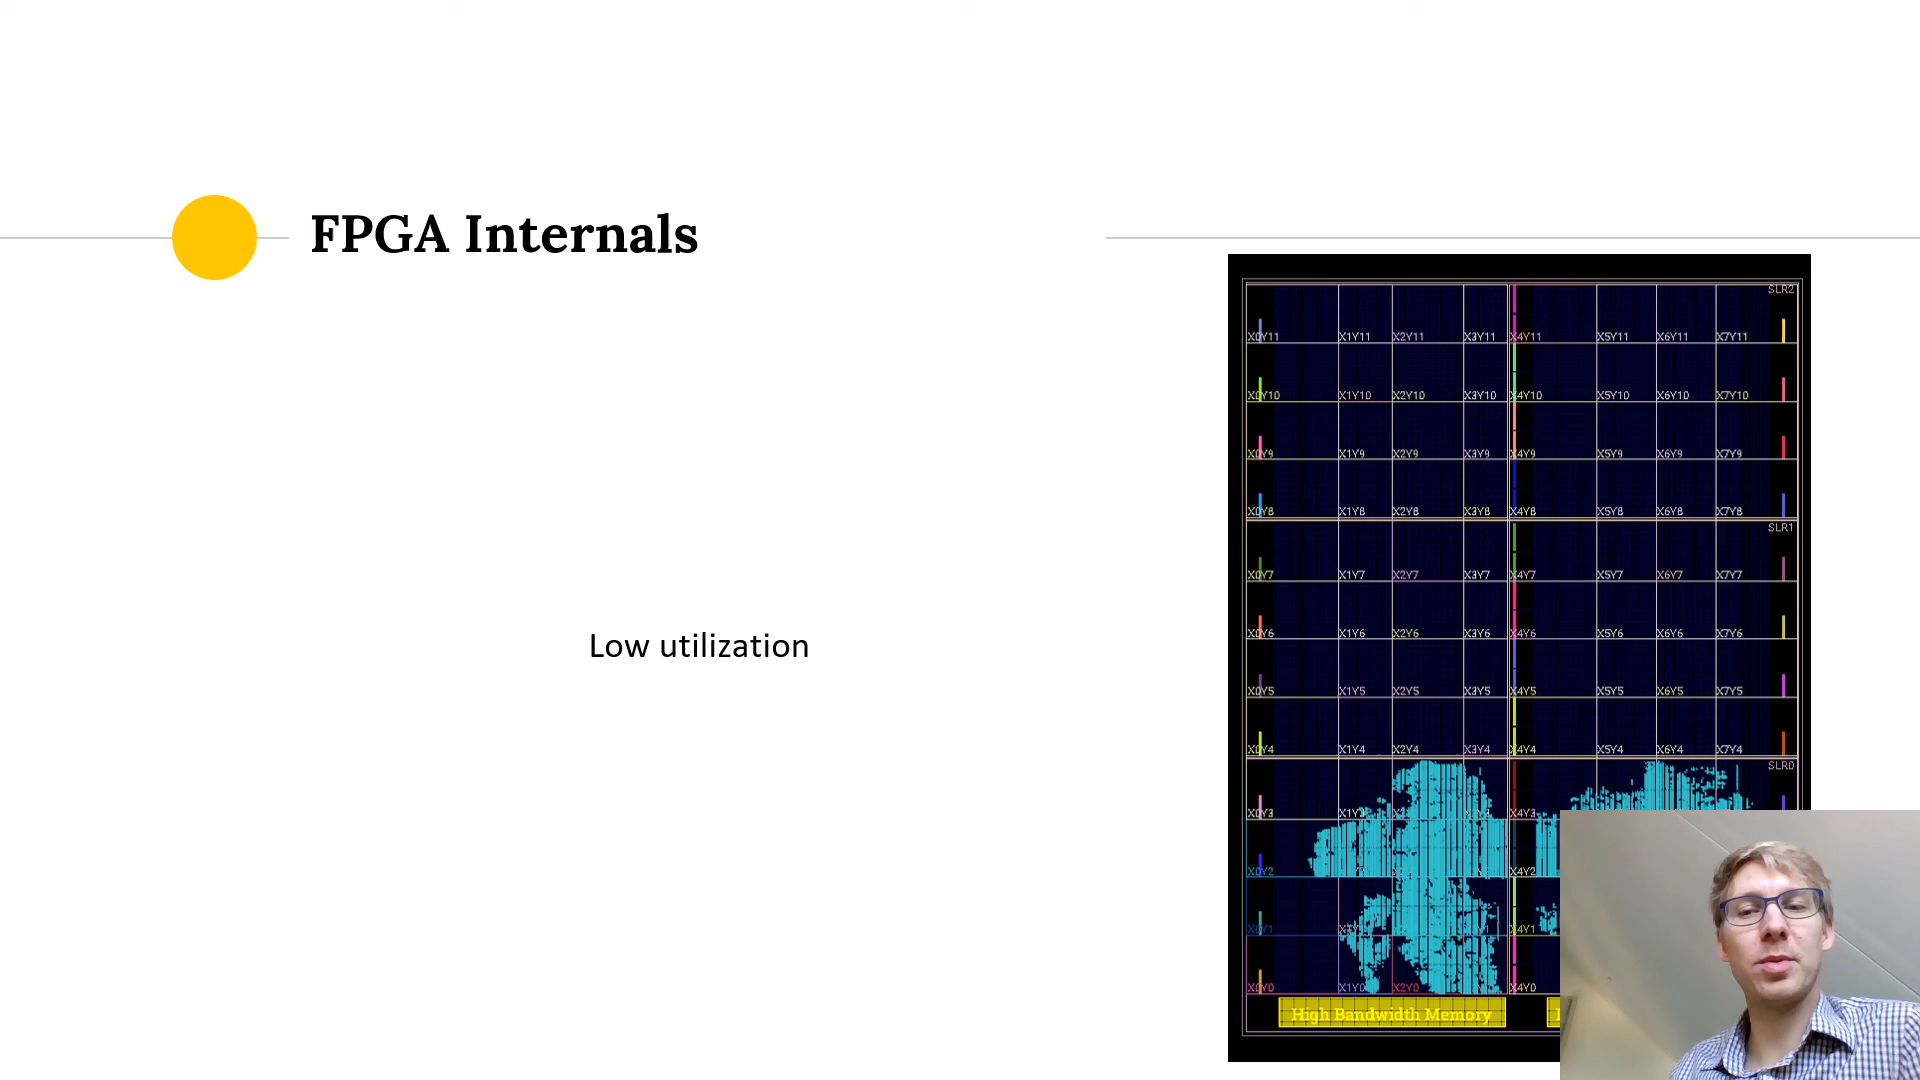 FPGA Internals
Low utilization
SLR2
X0Y11 X1Y11 X2Y11 X3Y11 X4Y11 X5Y11 X6Y11 X7Y11
X0Y10 X1Y10 X2Y10 X3Y10 X4Y10 X5Y10 X6Y10 X7Y10
X0Y9 X1Y9 X2Y9 X3Y9 X4Y9 X5Y9 X6Y9 X7Y9
X0Y8 X1Y8 X2Y8 X3Y8 X4Y8 X5Y8 X6Y8 X7Y8
SLR1
X0Y7 X1Y7 X2Y7 X3Y7 X4Y7 X5Y7 X6Y7 X7Y7
X0Y6 X1Y6 X2Y6 X3Y6 X4Y6 X5Y6 X6Y6 X7Y6
X0Y5 X1Y5 X2Y5 X3Y5 X4Y5 X5Y5 X6Y5 X7Y5
X0Y4 X1Y4 X2Y4 X3Y4 X4Y4 X5Y4 X6Y4 X7Y4
SLR0
X0Y3 X1Y3 X4Y3
X0Y2 X4Y2
X0Y1 X4Y1
X0Y0 X1Y0 X2Y0 X4Y0
High Bandwidth Memory